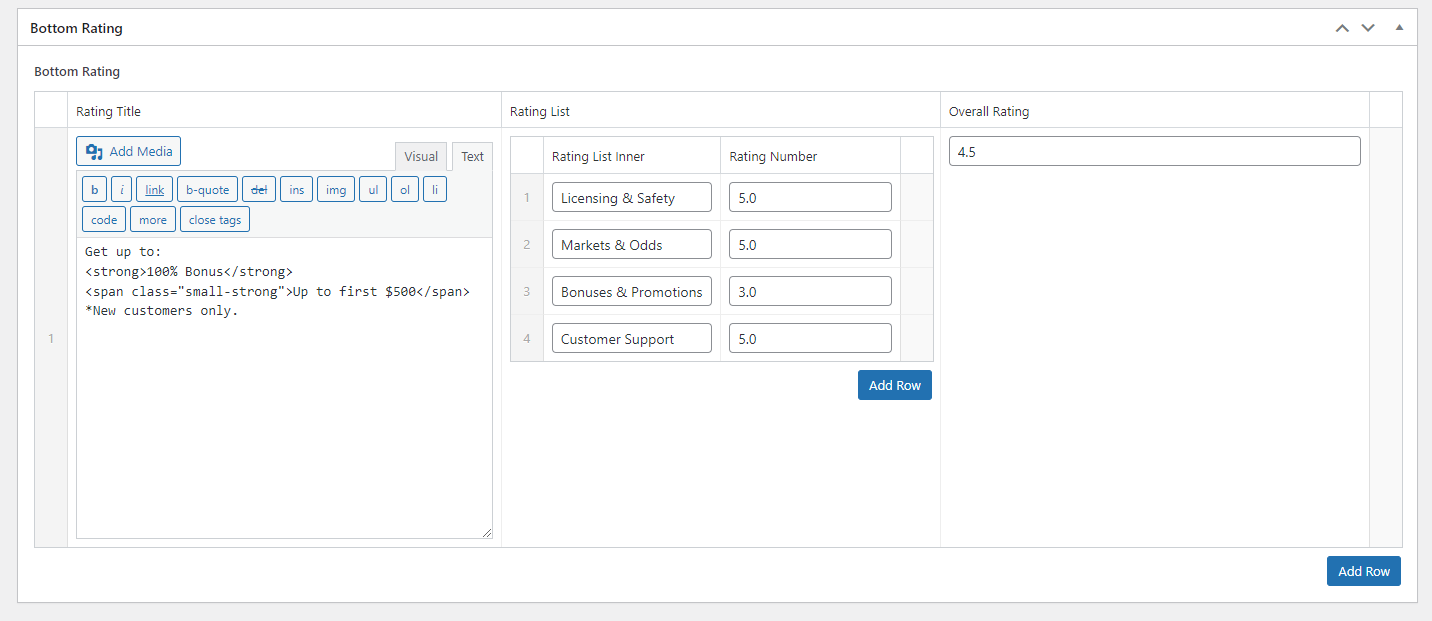 Bottom Rating
Bottom Rating
Rating Title
Rating List
Overall Rating
Add Media
Visual
Text
b
i
link
b-quote
del
ins
img
ul
ol
li
code
more
close tags
Get up to:
<strong>100% Bonus</strong>
<span class="small-strong">Up to first $500</span>
*New customers only.
1
Rating List Inner
Rating Number
1
Licensing & Safety
5.0
2
Markets & Odds
5.0
3
Bonuses & Promotions
3.0
4
Customer Support
5.0
Add Row
4.5
Add Row